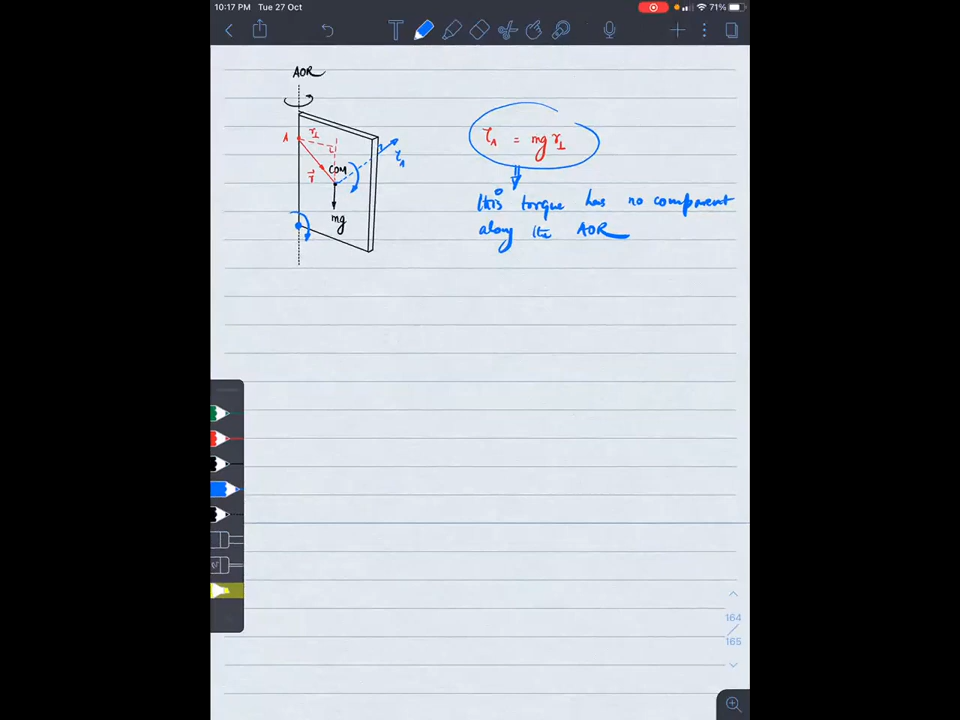 10:17 PM Tue 27 Oct
71%
T
AOR
A
r⊥
r⃗
COM
τA
mg
τA = mg r⊥
this torque has no component
along the AOR
164
165